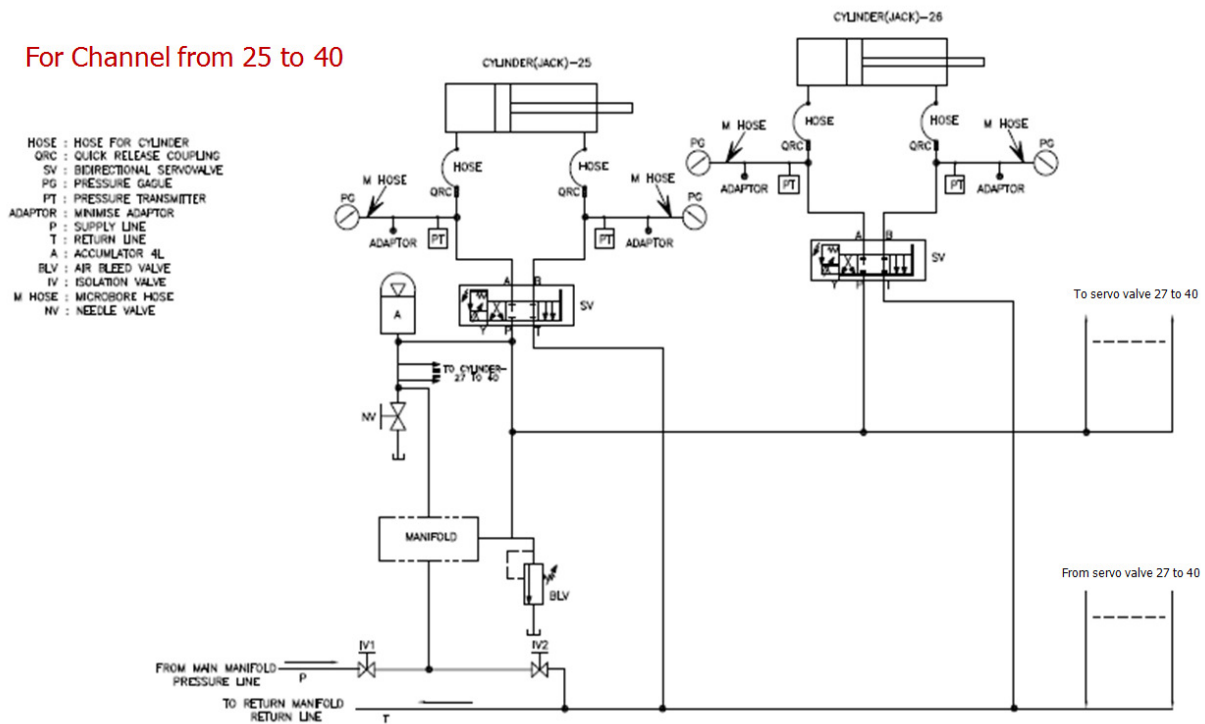 For Channel from 25 to 40
HOSE : HOSE FOR CYLINDER
QRC : QUICK RELEASE COUPLING
SV : BIDIRECTIONAL SERVOVALVE
PG : PRESSURE GAGUE
PT : PRESSURE TRANSMITTER
ADAPTOR : MINIMISE ADAPTOR
P : SUPPLY LINE
T : RETURN LINE
A : ACCUMLATOR 4L
BLV : AIR BLEED VALVE
IV : ISOLATION VALVE
M HOSE : MICROBORE HOSE
NV : NEEDLE VALVE
CYLINDER(JACK)-25
HOSE
HOSE
M HOSE
QRC
QRC
M HOSE
PG
PG
ADAPTOR
PT
PT
ADAPTOR
A
B
SV
Y
P
T
CYLINDER(JACK)-26
HOSE
HOSE
M HOSE
M HOSE
PG
QRC
QRC
PG
ADAPTOR
PT
PT
ADAPTOR
A
B
SV
Y
P
T
A
TO CYLINDER-
27 TO 40
NV
MANIFOLD
BLV
IV1
IV2
FROM MAIN MANIFOLD
PRESSURE LINE
P
TO RETURN MANIFOLD
RETURN LINE
T
To servo valve 27 to 40
From servo valve 27 to 40